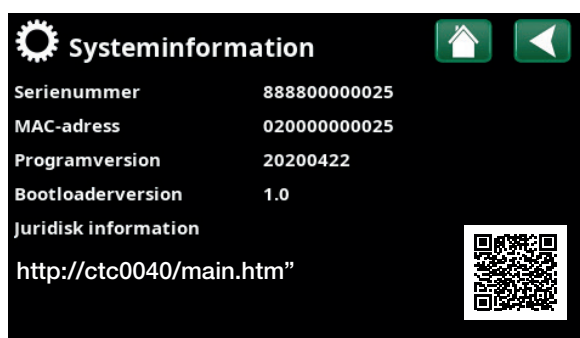 Systeminformation
Serienummer 888800000025
MAC-adress 020000000025
Programversion 20200422
Bootloaderversion 1.0
Juridisk information
http://ctc0040/main.htm”